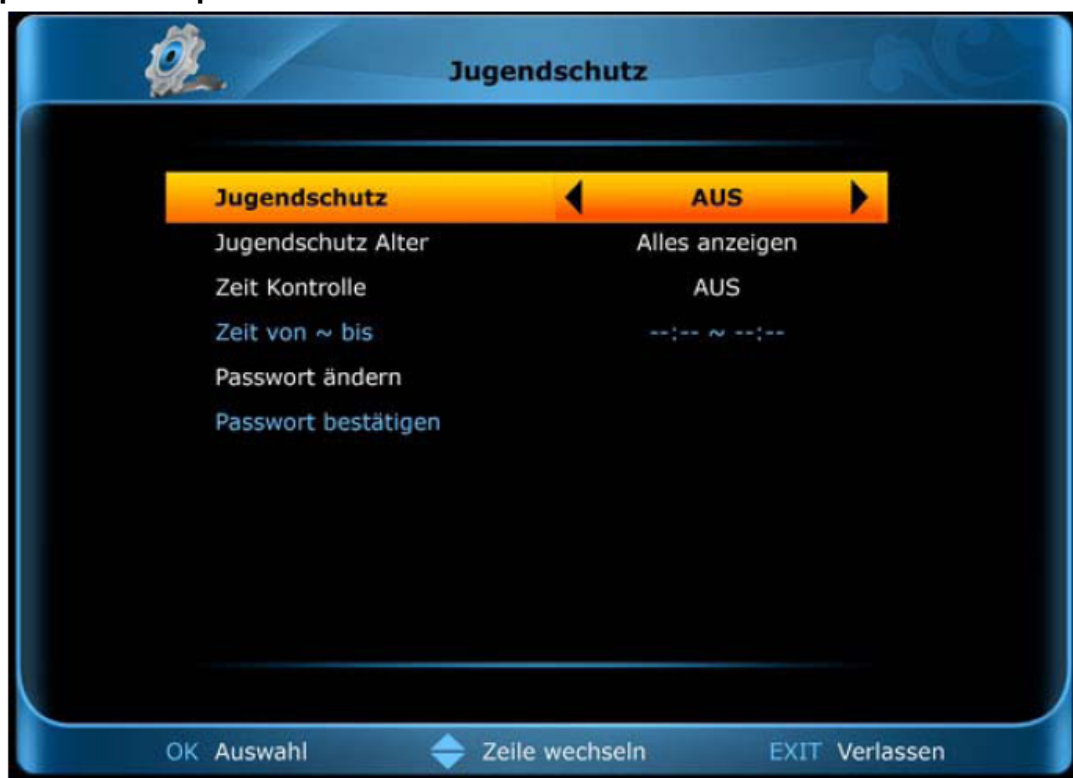 Jugendschutz
Jugendschutz AUS
Jugendschutz Alter Alles anzeigen
Zeit Kontrolle AUS
Zeit von ~ bis --:-- ~ --:--
Passwort ändern
Passwort bestätigen
OK Auswahl Zeile wechseln EXIT Verlassen